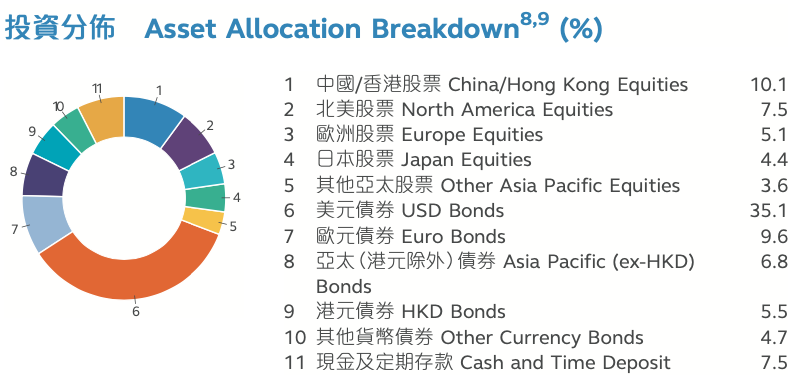 投資分佈 Asset Allocation Breakdown8,9 (%)
1 中國/香港股票 China/Hong Kong Equities 10.1
2 北美股票 North America Equities 7.5
3 歐洲股票 Europe Equities 5.1
4 日本股票 Japan Equities 4.4
5 其他亞太股票 Other Asia Pacific Equities 3.6
6 美元債券 USD Bonds 35.1
7 歐元債券 Euro Bonds 9.6
8 亞太（港元除外）債券 Asia Pacific (ex-HKD) 6.8
Bonds
9 港元債券 HKD Bonds 5.5
10 其他貨幣債券 Other Currency Bonds 4.7
11 現金及定期存款 Cash and Time Deposit 7.5
1
2
3
4
5
6
7
8
9
10
11